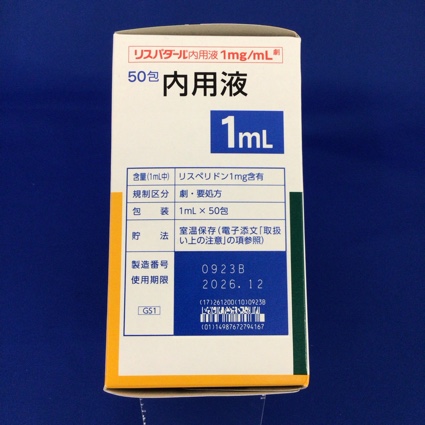 リスパダール内用液1mg/mL 劇
50包 内用液
1mL
含量(1mL中) リスペリドン1mg含有
規制区分 劇・要処方
包装 1mL×50包
貯法 室温保存(電子添文「取扱
い上の注意」の項参照)
製造番号 0923B
使用期限 2026.12
(17)261200(10)0923B
GS1
(01)14987672794167